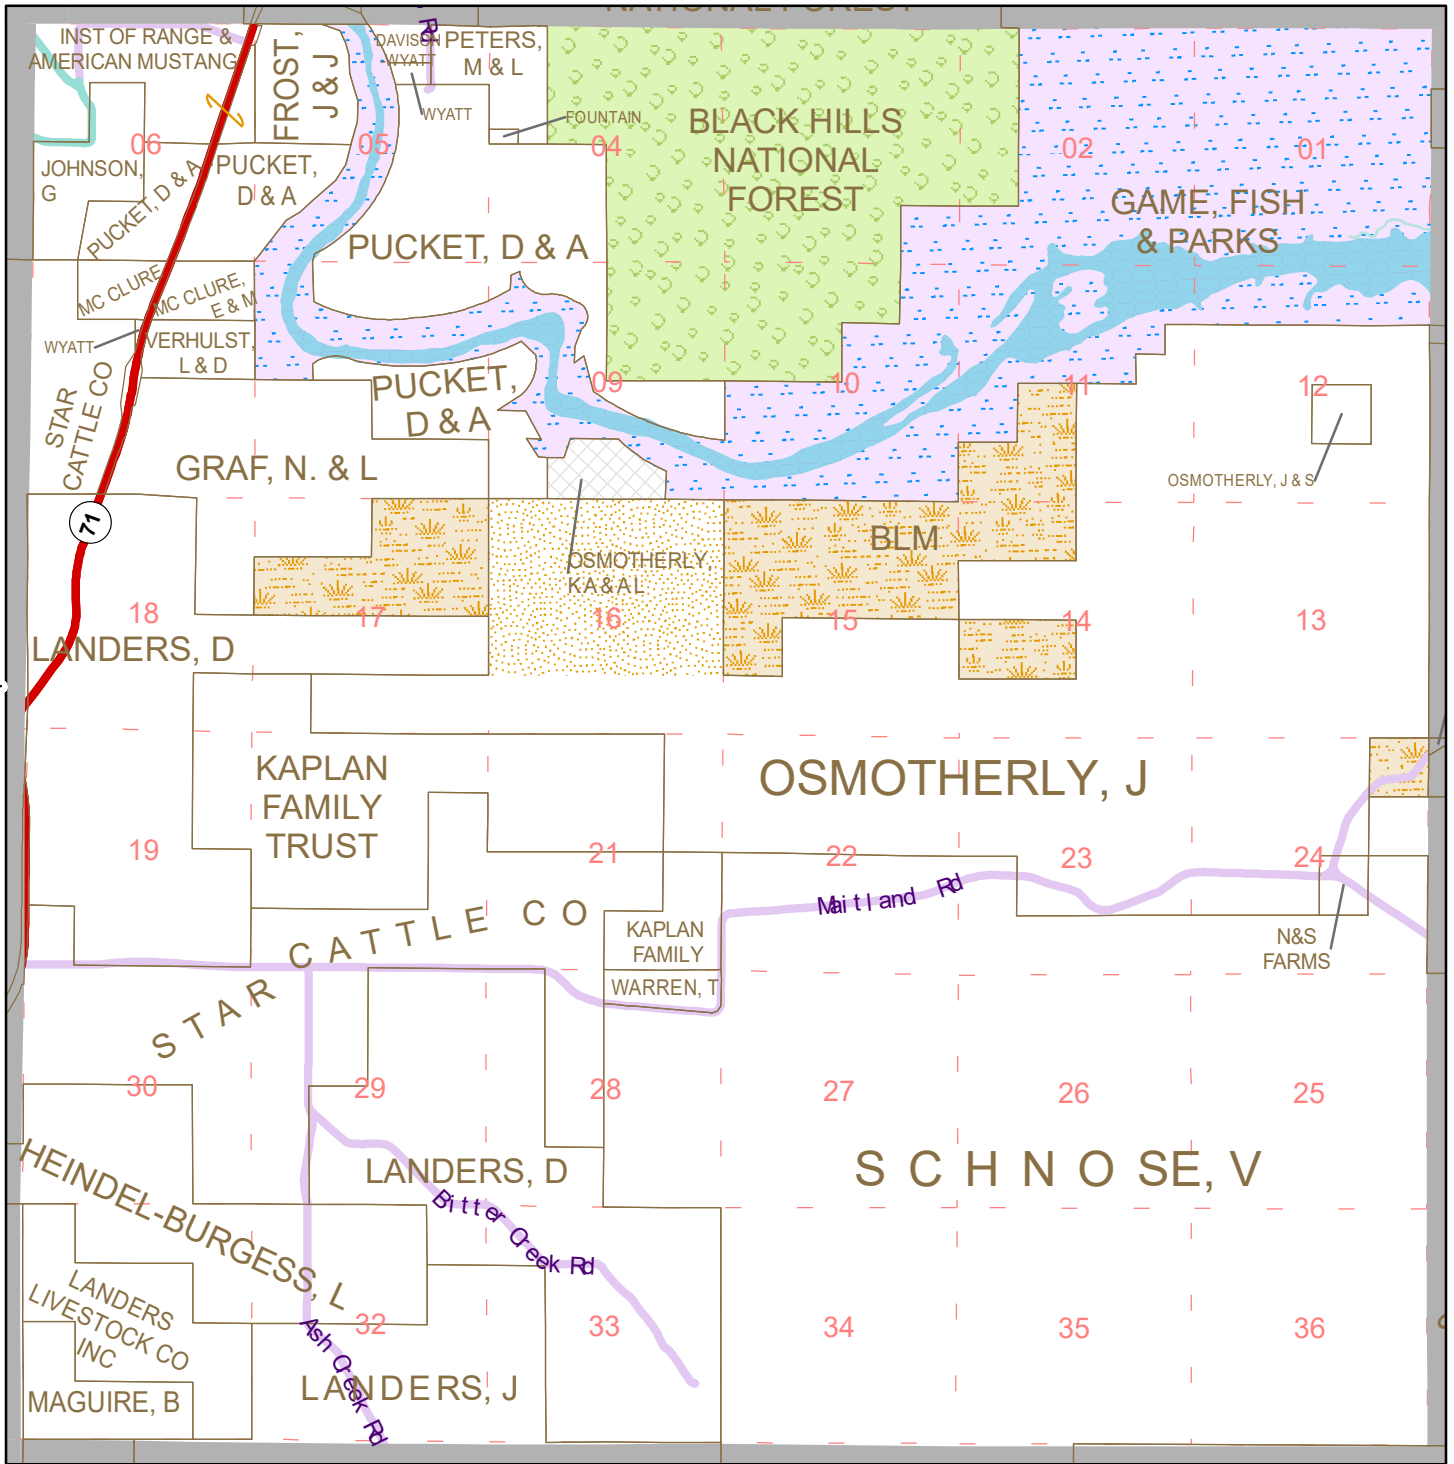 NATIONAL FOREST
INST OF RANGE &
AMERICAN MUSTANG
FROST,
J & J
DAVISON
WYATT
Rd
PETERS,
M & L
WYATT
FOUNTAIN
BLACK HILLS
NATIONAL
FOREST
06
05
04
02
01
JOHNSON,
G
PUCKET, D & A
PUCKET,
D & A
GAME, FISH
& PARKS
PUCKET, D & A
MC CLURE
MC CLURE,
E & M
WYATT
VERHULST,
L & D
STAR
CATTLE CO
PUCKET,
D & A
09
10
11
12
GRAF, N. & L
OSMOTHERLY, J & S
71
BLM
OSMOTHERLY,
KA & A L
18
17
16
15
14
13
LANDERS, D
KAPLAN
FAMILY
TRUST
OSMOTHERLY, J
19
21
22
23
24
STAR CATTLE CO
Maitland Rd
KAPLAN
FAMILY
WARREN, T
N&S
FARMS
30
29
28
27
26
25
HEINDEL-BURGESS, L
LANDERS, D
SCHNOSE, V
Bitter Creek Rd
LANDERS
LIVESTOCK CO
INC
32
33
34
35
36
Ash Creek Rd
MAGUIRE, B
LANDERS, J